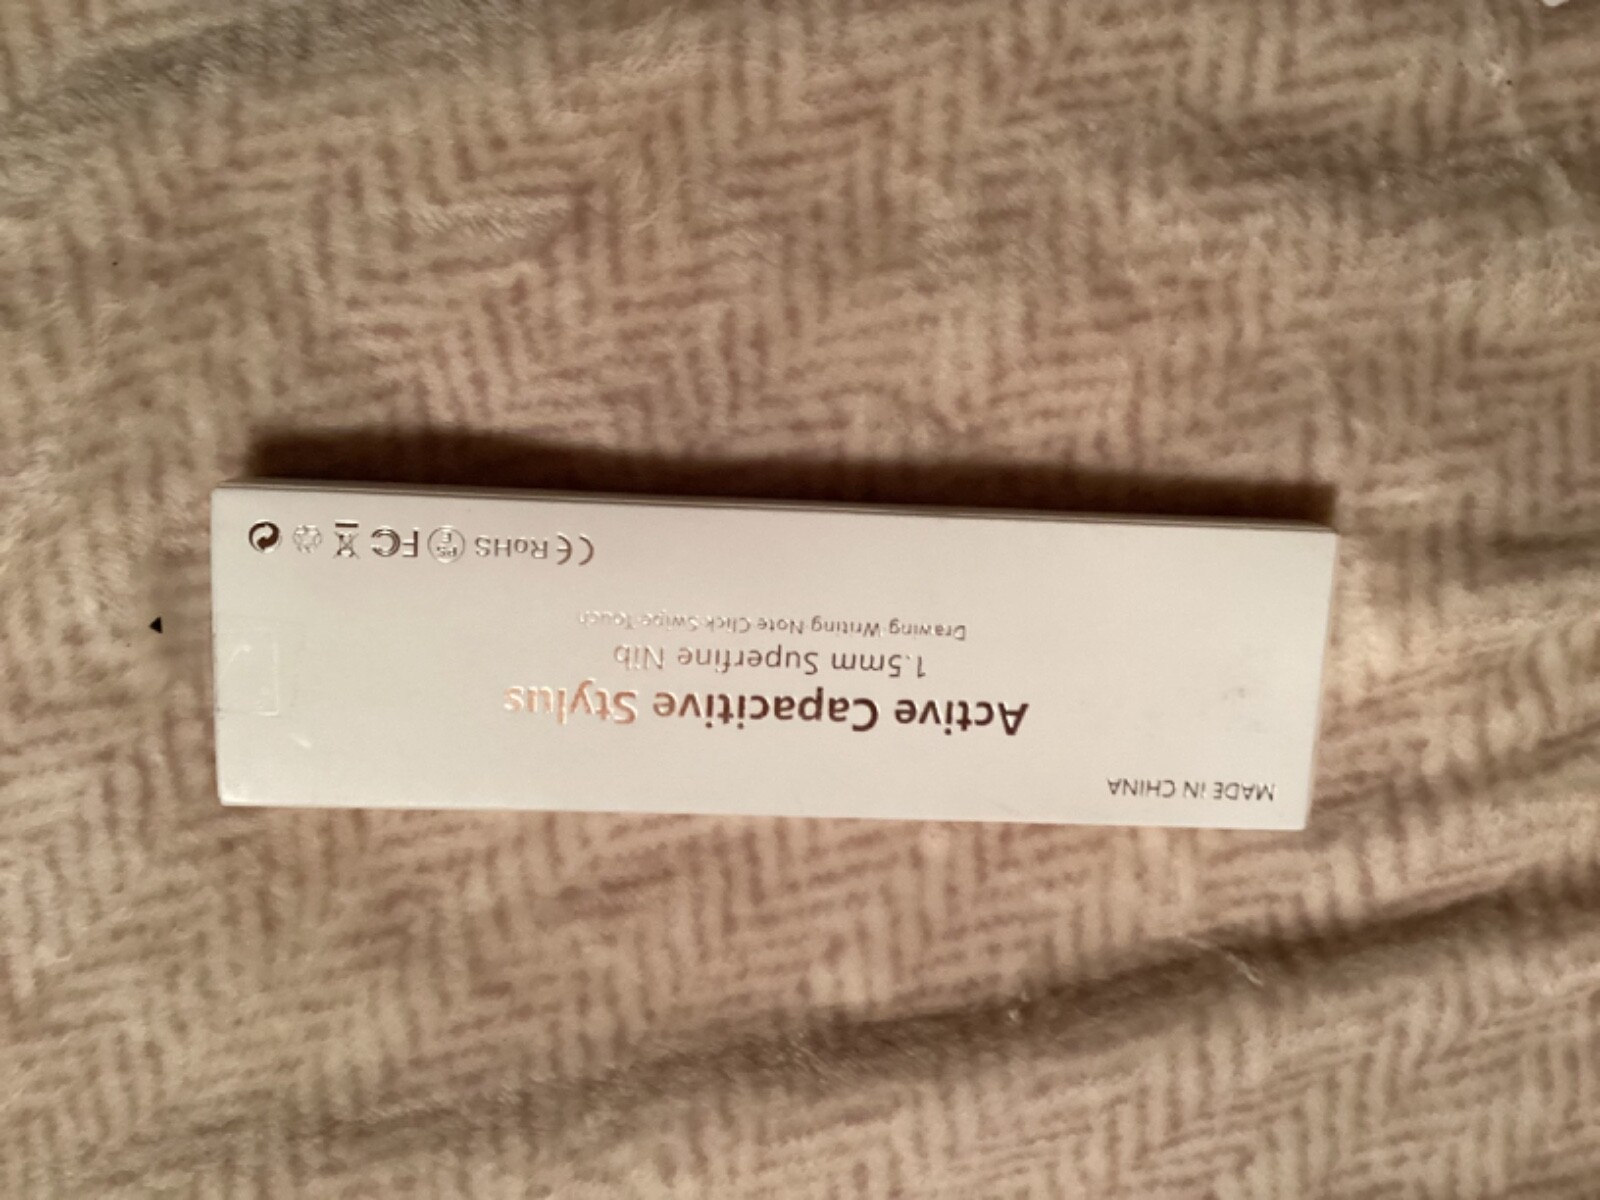 MADE IN CHINA
Active Capacitive Stylus
1.5mm Superfine Nib
Drawing·Writing·Note·Click·Swipe·Touch
CE RoHS PS E FC